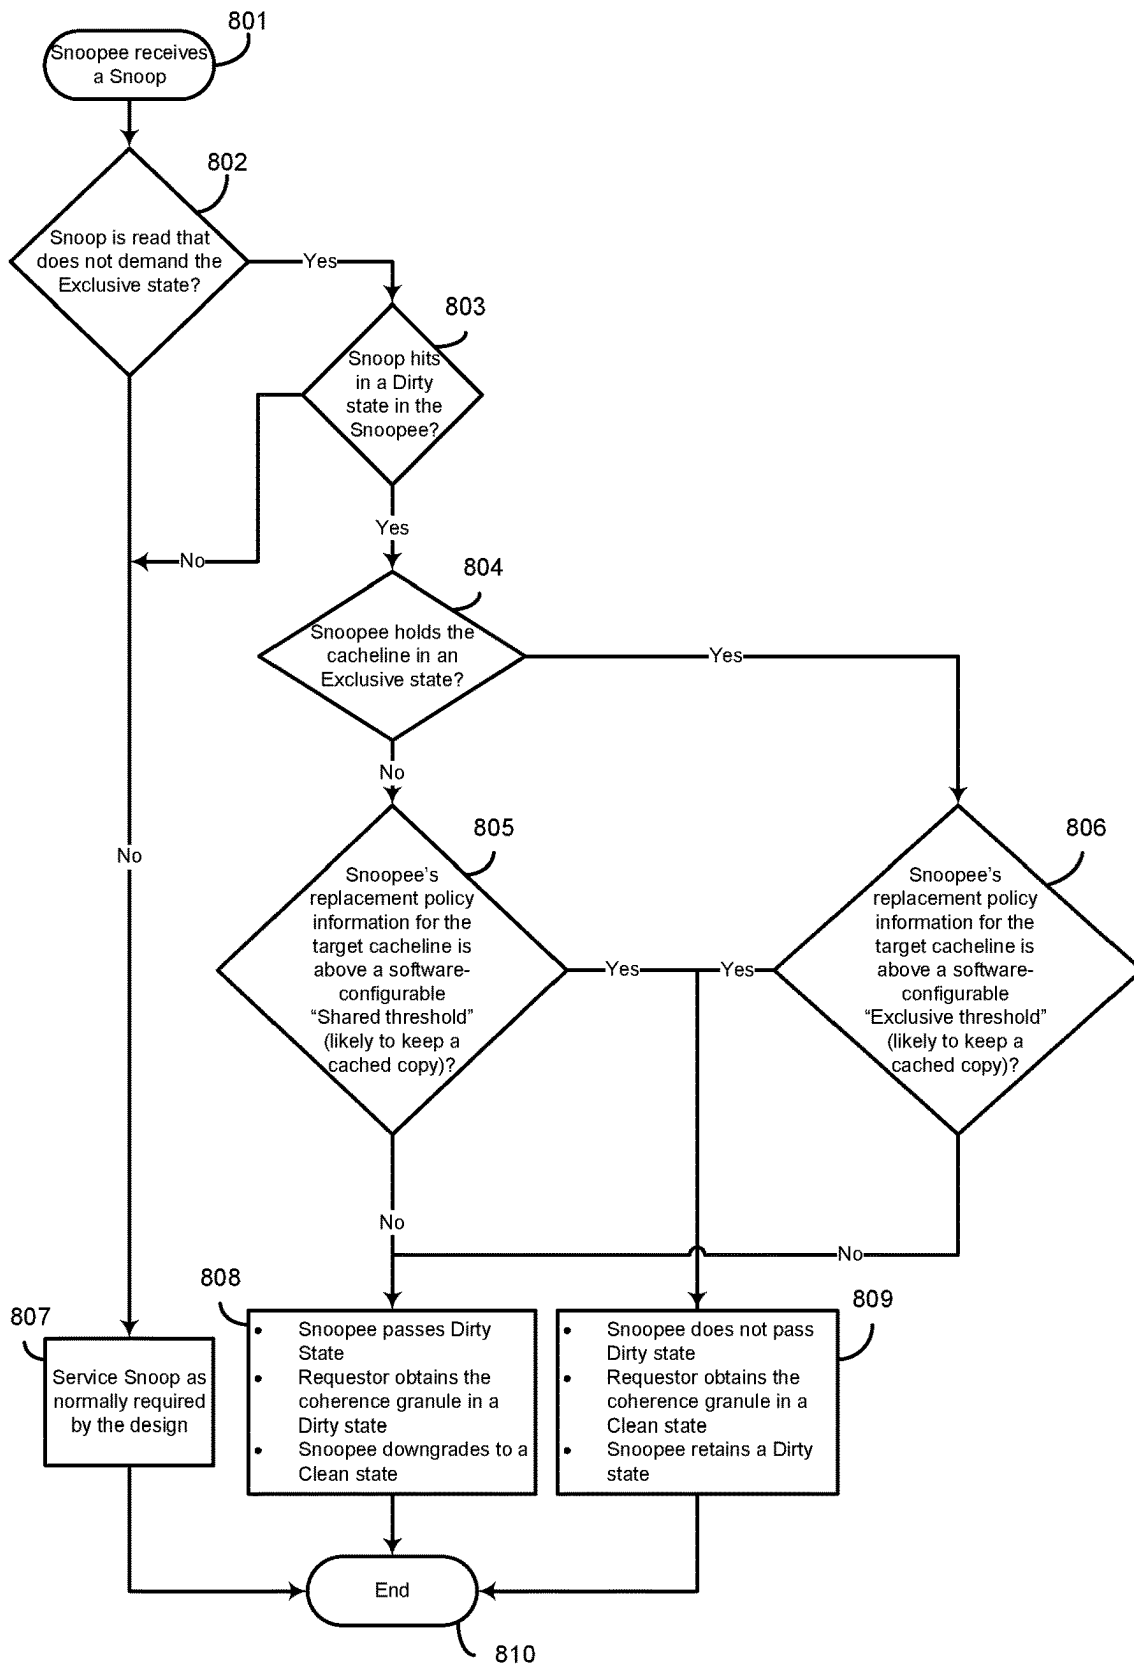 801
Snoopee receives
a Snoop
802
Snoop is read that
does not demand the
Exclusive state?
Yes
803
Snoop hits
in a Dirty
state in the
Snoopee?
Yes
No
804
Snoopee holds the
cacheline in an
Exclusive state?
Yes
No
805
Snoopee's
replacement policy
information for the
target cacheline is
above a software-
configurable
“Shared threshold”
(likely to keep a
cached copy)?
Yes
806
Snoopee's
replacement policy
information for the
target cacheline is
above a software-
configurable
“Exclusive threshold”
(likely to keep a
cached copy)?
Yes
No
No
No
807
Service Snoop as
normally required
by the design
808
• Snoopee passes Dirty
State
• Requestor obtains the
coherence granule in a
Dirty state
• Snoopee downgrades to a
Clean state
809
• Snoopee does not pass
Dirty state
• Requestor obtains the
coherence granule in a
Clean state
• Snoopee retains a Dirty
state
End
810